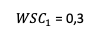 WSC₁ = 0,3